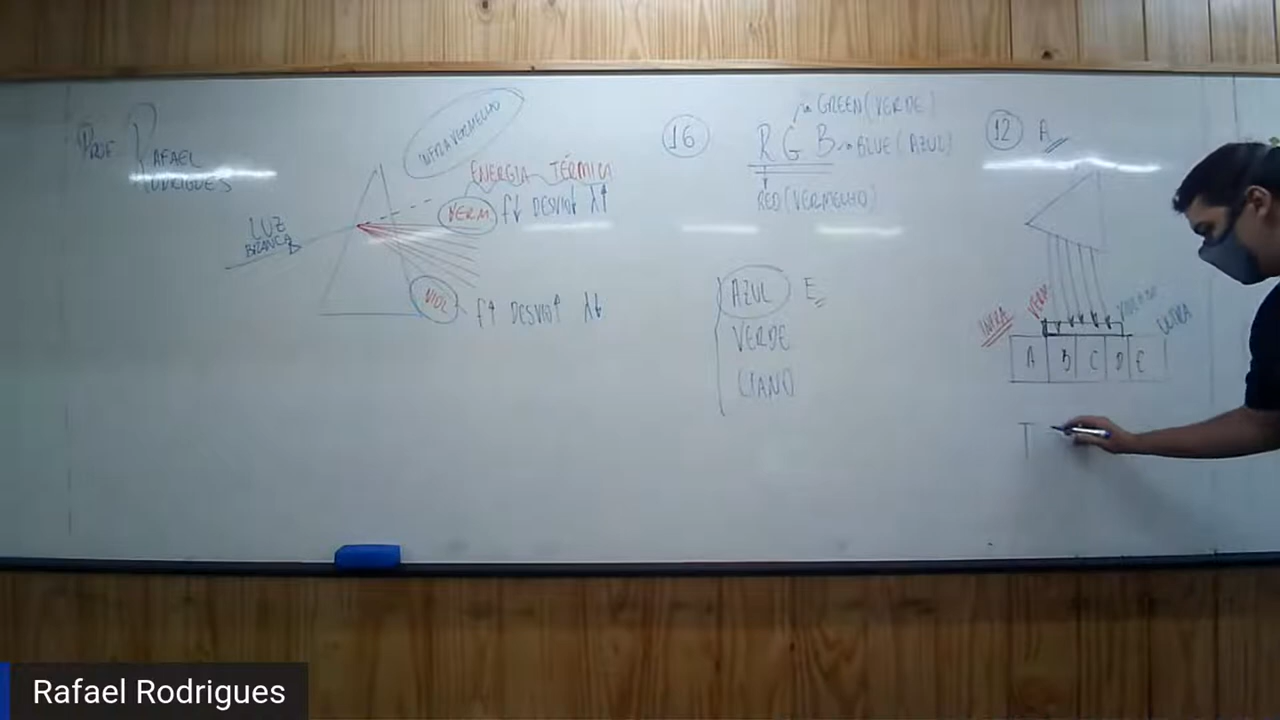 PROF. RAFAEL
RODRIGUES
LUZ
BRANCA
INFRAVERMELHO
ENERGIA TÉRMICA
VERM. f↓ DESVIO↓ λ↑
VIOL f↑ DESVIO↑ λ↓
16
GREEN (VERDE)
R G B → BLUE (AZUL)
RED (VERMELHO)
AZUL E
VERDE
CIANO
12 A
INFRA VERM. VIOLETA ULTRA
A B C D E
T
Rafael Rodrigues